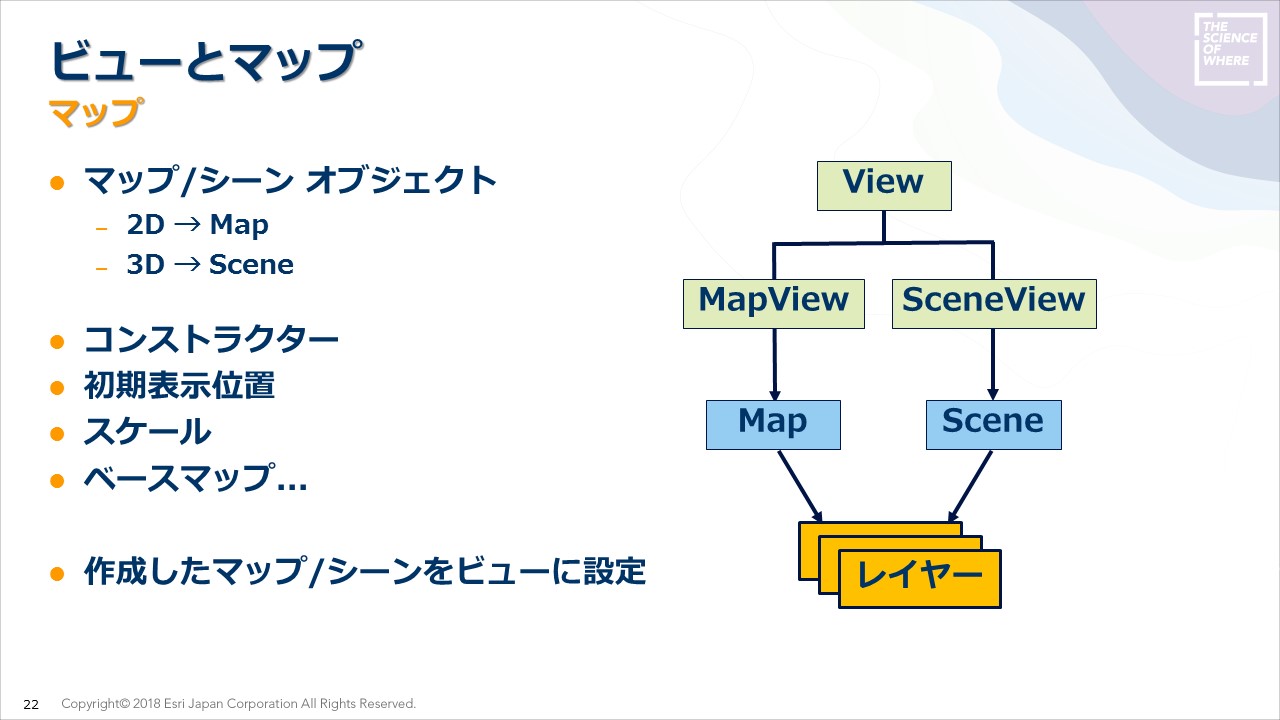 ビューとマップ
マップ
THE
SCIENCE
OF
WHERE
● マップ/シーン オブジェクト
– 2D → Map
– 3D → Scene
● コンストラクター
● 初期表示位置
● スケール
● ベースマップ...
● 作成したマップ/シーンをビューに設定
View
MapView
SceneView
Map
Scene
レイヤー
22
Copyright© 2018 Esri Japan Corporation All Rights Reserved.